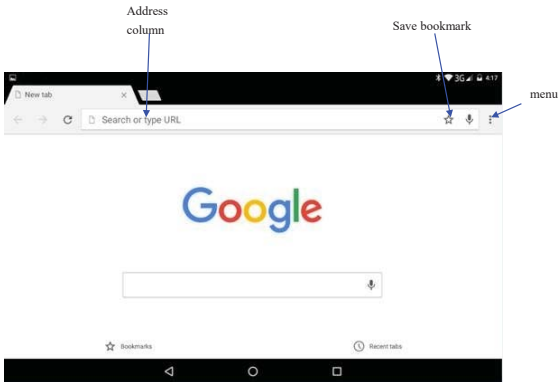 Address
column
Save bookmark
menu
3G 4:17
New tab
Search or type URL
Google
Bookmarks
Recent tabs